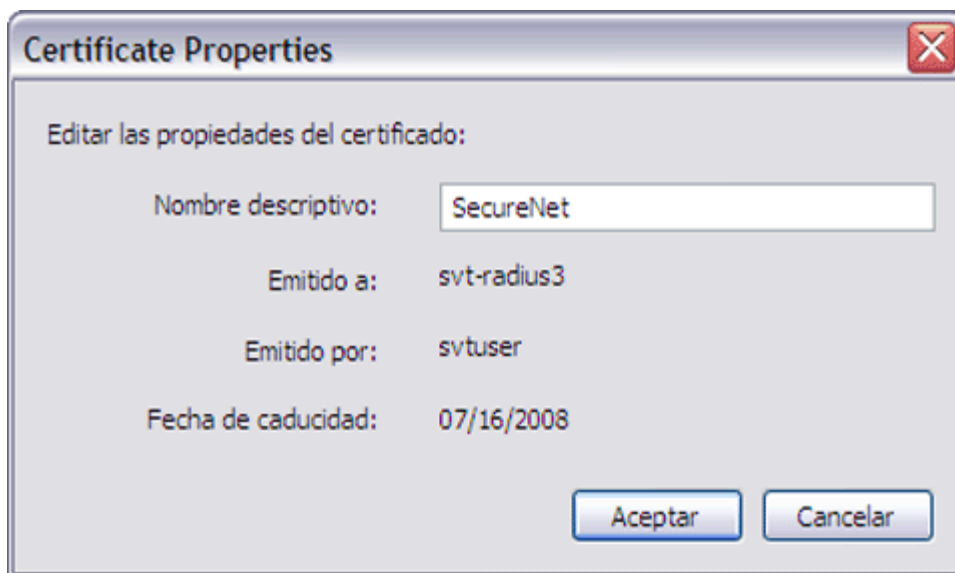 Certificate Properties
Editar las propiedades del certificado:
Nombre descriptivo: SecureNet
Emitido a: svt-radius3
Emitido por: svtuser
Fecha de caducidad: 07/16/2008
Aceptar Cancelar